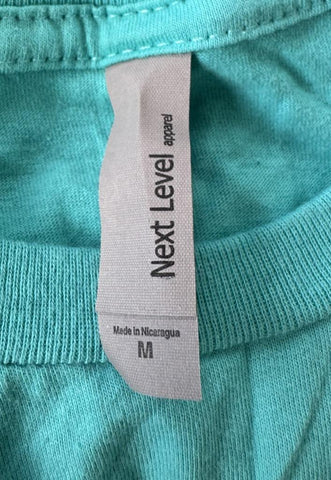 Next Level
apparel
Made in Nicaragua
M